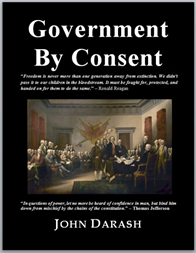 Government
By Consent
"Freedom is never more than one generation away from extinction. We didn't
pass it to our children in the bloodstream. It must be fought for, protected, and
handed on for them to do the same." – Ronald Reagan
"In questions of power, let no more be heard of confidence in man, but bind him
down from mischief by the chains of the constitution." – Thomas Jefferson
JOHN DARASH